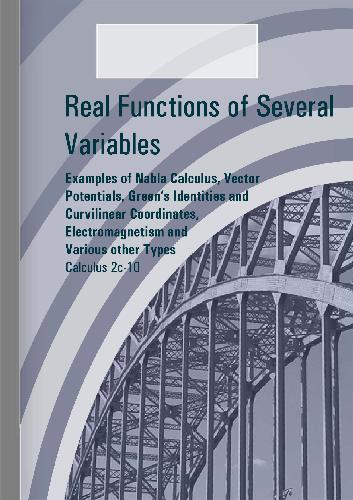 Real Functions of Several
Variables
Examples of Nabla Calculus, Vector
Potentials, Green's Identities and
Curvilinear Coordinates,
Electromagnetism and
Various other Types
Calculus 2c-10